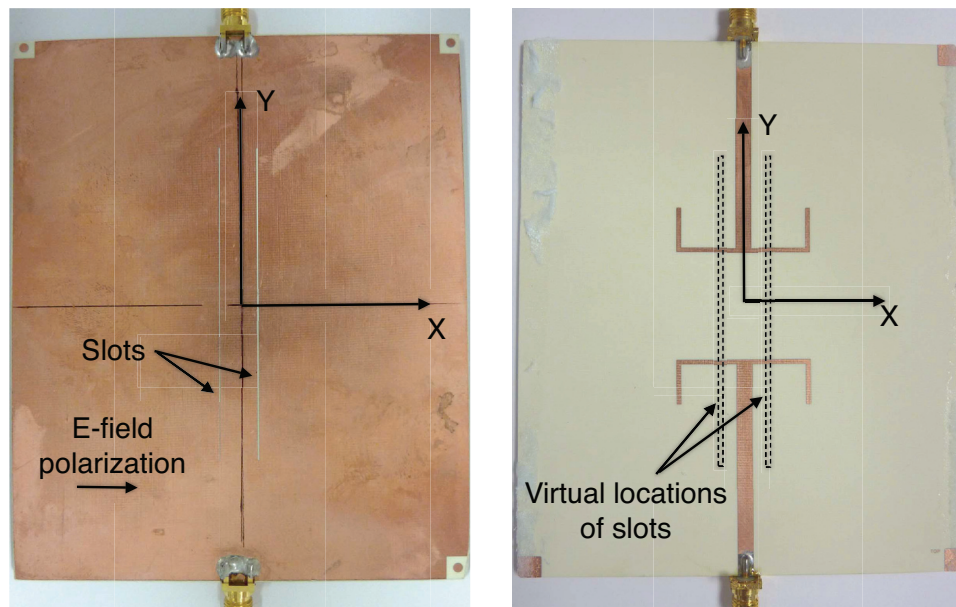 Y
X
Slots
E-field
polarization
Y
X
Virtual locations
of slots